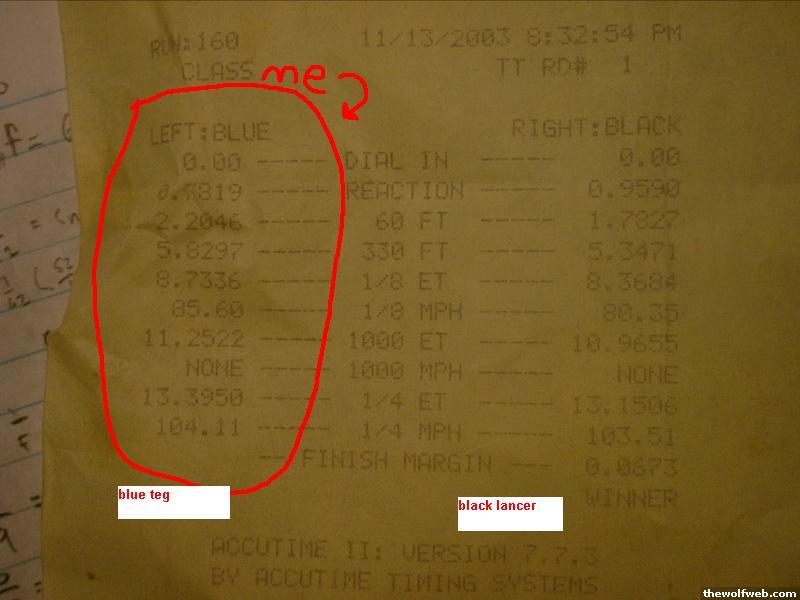 RUN:160 11/13/2003 8:32:54 PM
CLASS me TT RD# 1
LEFT:BLUE RIGHT:BLACK
0.00 ----- DIAL IN ----- 0.00
0.7819 ----- REACTION ----- 0.9590
2.2046 ----- 60 FT ----- 1.7827
5.8297 ----- 330 FT ----- 5.3471
8.7336 ----- 1/8 ET ----- 8.3684
85.60 ----- 1/8 MPH ----- 80.35
11.2522 ----- 1000 ET ----- 10.9655
NONE ----- 1000 MPH ----- NONE
13.3950 ----- 1/4 ET ----- 13.1506
104.11 ----- 1/4 MPH ----- 103.51
-- FINISH MARGIN --- 0.0673
blue teg black lancer WINNER
ACCUTIME II: VERSION 7.7.3
BY ACCUTIME TIMING SYSTEMS
thewolfweb.com